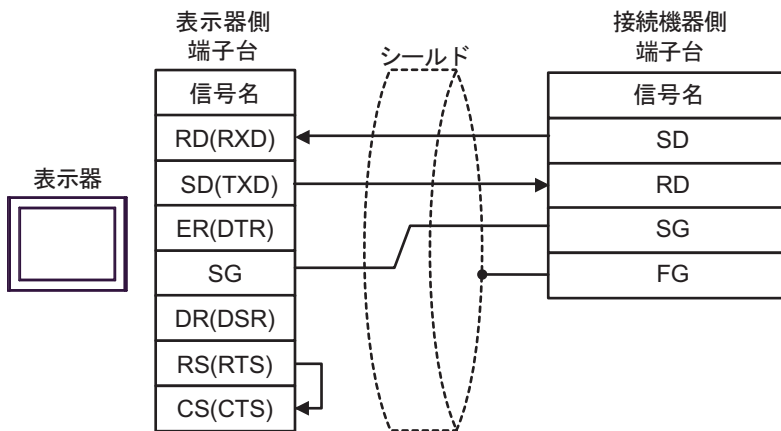 表示器側
端子台
シールド
接続機器側
端子台
信号名
信号名
RD(RXD)
SD
表示器
SD(TXD)
RD
ER(DTR)
SG
SG
FG
DR(DSR)
RS(RTS)
CS(CTS)